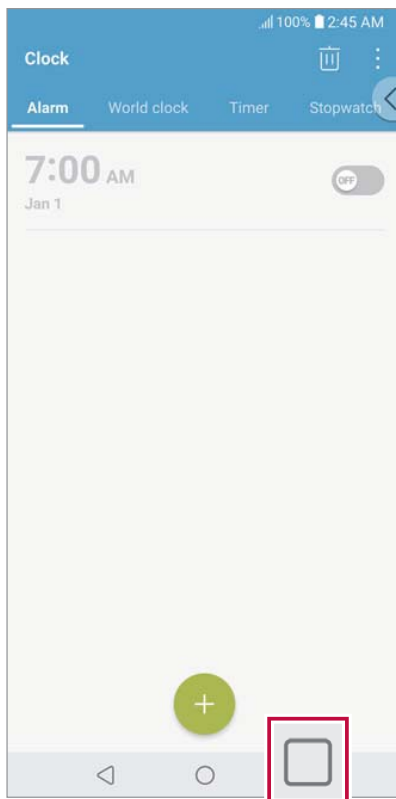 100% 2:45 AM
Clock
Alarm World clock Timer Stopwatch
7:00 AM
OFF
Jan 1